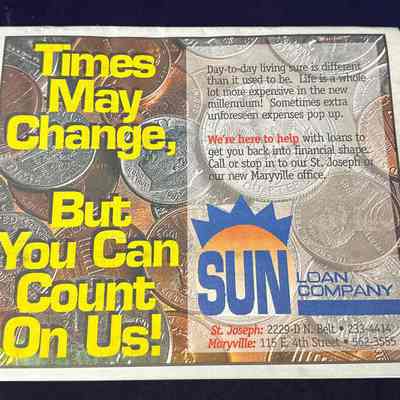 Times
May
Change,
But
You Can
Count
On Us!
Day-to-day living sure is different
than it used to be. Life is a whole
lot more expensive in the new
millennium! Sometimes extra
unforeseen expenses pop up.
We're here to help with loans to
get you back into financial shape.
Call or stop in to our St. Joseph or
our new Maryville office.
SUN
LOAN
COMPANY
St. Joseph: 2229-D N. Belt • 233-4414
Maryville: 115 E. 4th Street • 562-3555